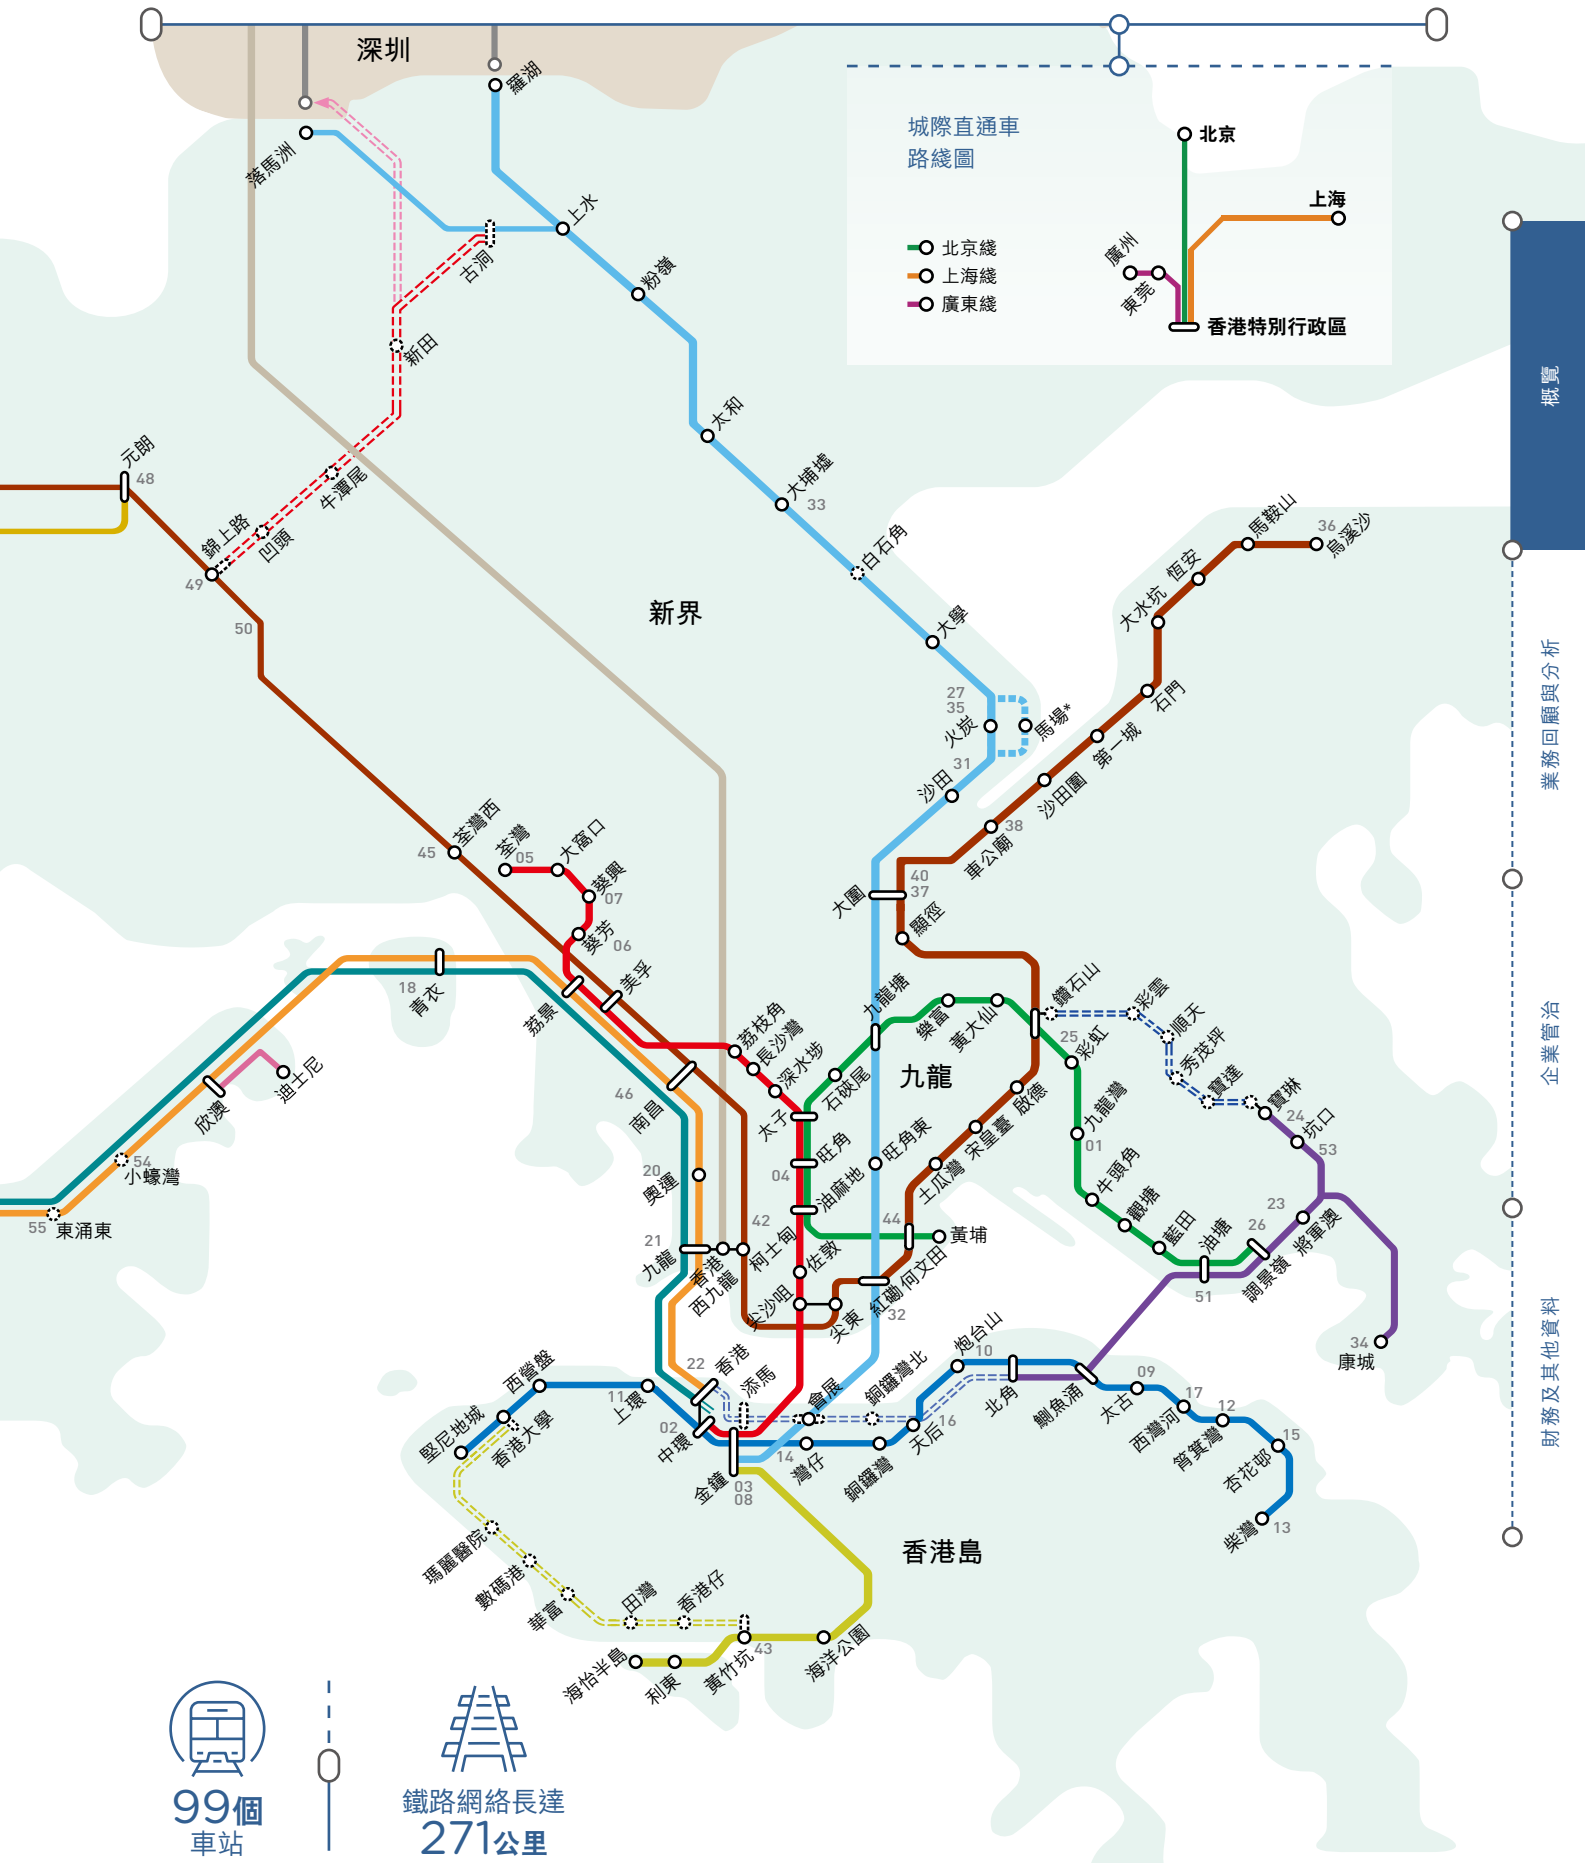 深圳
羅湖
落馬洲
上水
古洞
粉嶺
新田
太和
元朗
48
牛潭尾
大埔墟
33
錦上路
凹頭
49
白石角
50
新界
大學
27
35
火炭
馬場*
31
沙田
城際直通車
路綫圖
北京
上海
廣州
東莞
北京綫
上海綫
廣東綫
香港特別行政區
概覽
業務回顧與分析
企業管治
財務及其他資料
馬鞍山
36
烏溪沙
恆安
大水坑
石門
第一城
沙田圍
38
車公廟
40
37
大圍
顯徑
荃灣西
45
荃灣
05
大窩口
葵興
07
葵芳
06
美孚
荔景
18
青衣
迪士尼
欣澳
54
小蠔灣
55
東涌東
46
南昌
荔枝角
長沙灣
深水埗
太子
石硤尾
九龍塘
樂富
黃大仙
九龍
鑽石山
25
彩虹
彩雲
順天
秀茂坪
寶達
寶琳
24
坑口
53
九龍灣
01
啟德
宋皇臺
土瓜灣
旺角東
旺角
04
油麻地
20
奧運
牛頭角
觀塘
藍田
油塘
23
26
將軍澳
調景嶺
51
34
康城
42
21
九龍
香港
西九龍
柯士甸
佐敦
44
黃埔
何文田
紅磡
32
尖沙咀
尖東
22
香港
添馬
會展
銅鑼灣北
炮台山
10
北角
鰂魚涌
09
太古
17
西灣河
12
筲箕灣
15
杏花邨
柴灣
13
西營盤
11
上環
02
中環
堅尼地城
香港大學
金鐘
03
08
14
灣仔
銅鑼灣
16
天后
香港島
瑪麗醫院
數碼港
華富
田灣
香港仔
43
黃竹坑
海洋公園
海怡半島
利東
99個
車站
鐵路網絡長達
271公里